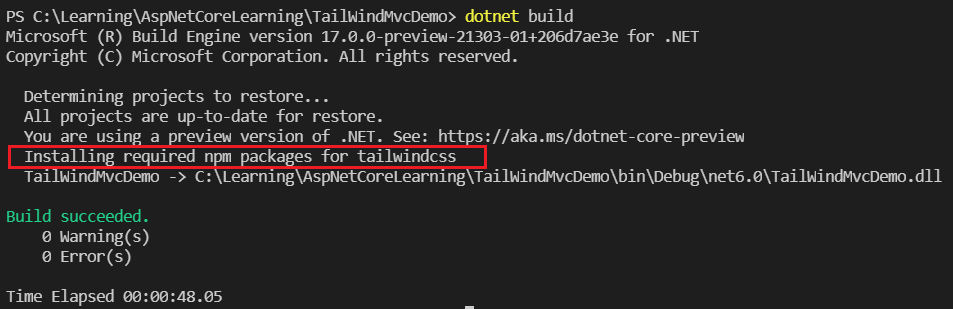 PS C:\Learning\AspNetCoreLearning\TailWindMvcDemo> dotnet build
Microsoft (R) Build Engine version 17.0.0-preview-21303-01+206d7ae3e for .NET
Copyright (C) Microsoft Corporation. All rights reserved.
Determining projects to restore...
All projects are up-to-date for restore.
You are using a preview version of .NET. See: https://aka.ms/dotnet-core-preview
Installing required npm packages for tailwindcss
TailWindMvcDemo -> C:\Learning\AspNetCoreLearning\TailWindMvcDemo\bin\Debug\net6.0\TailWindMvcDemo.dll
Build succeeded.
0 Warning(s)
0 Error(s)
Time Elapsed 00:00:48.05